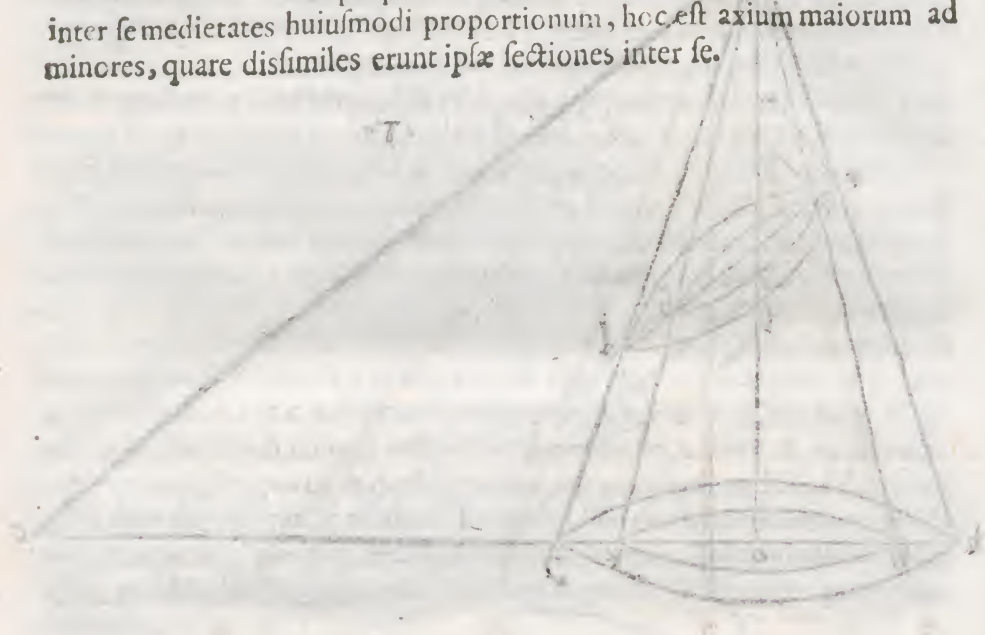 inter ſe medietates huiuſmodi proportionum, hoc eſt axium maiorum ad
minores, quare disſimiles erunt ipſæ ſectiones inter ſe.